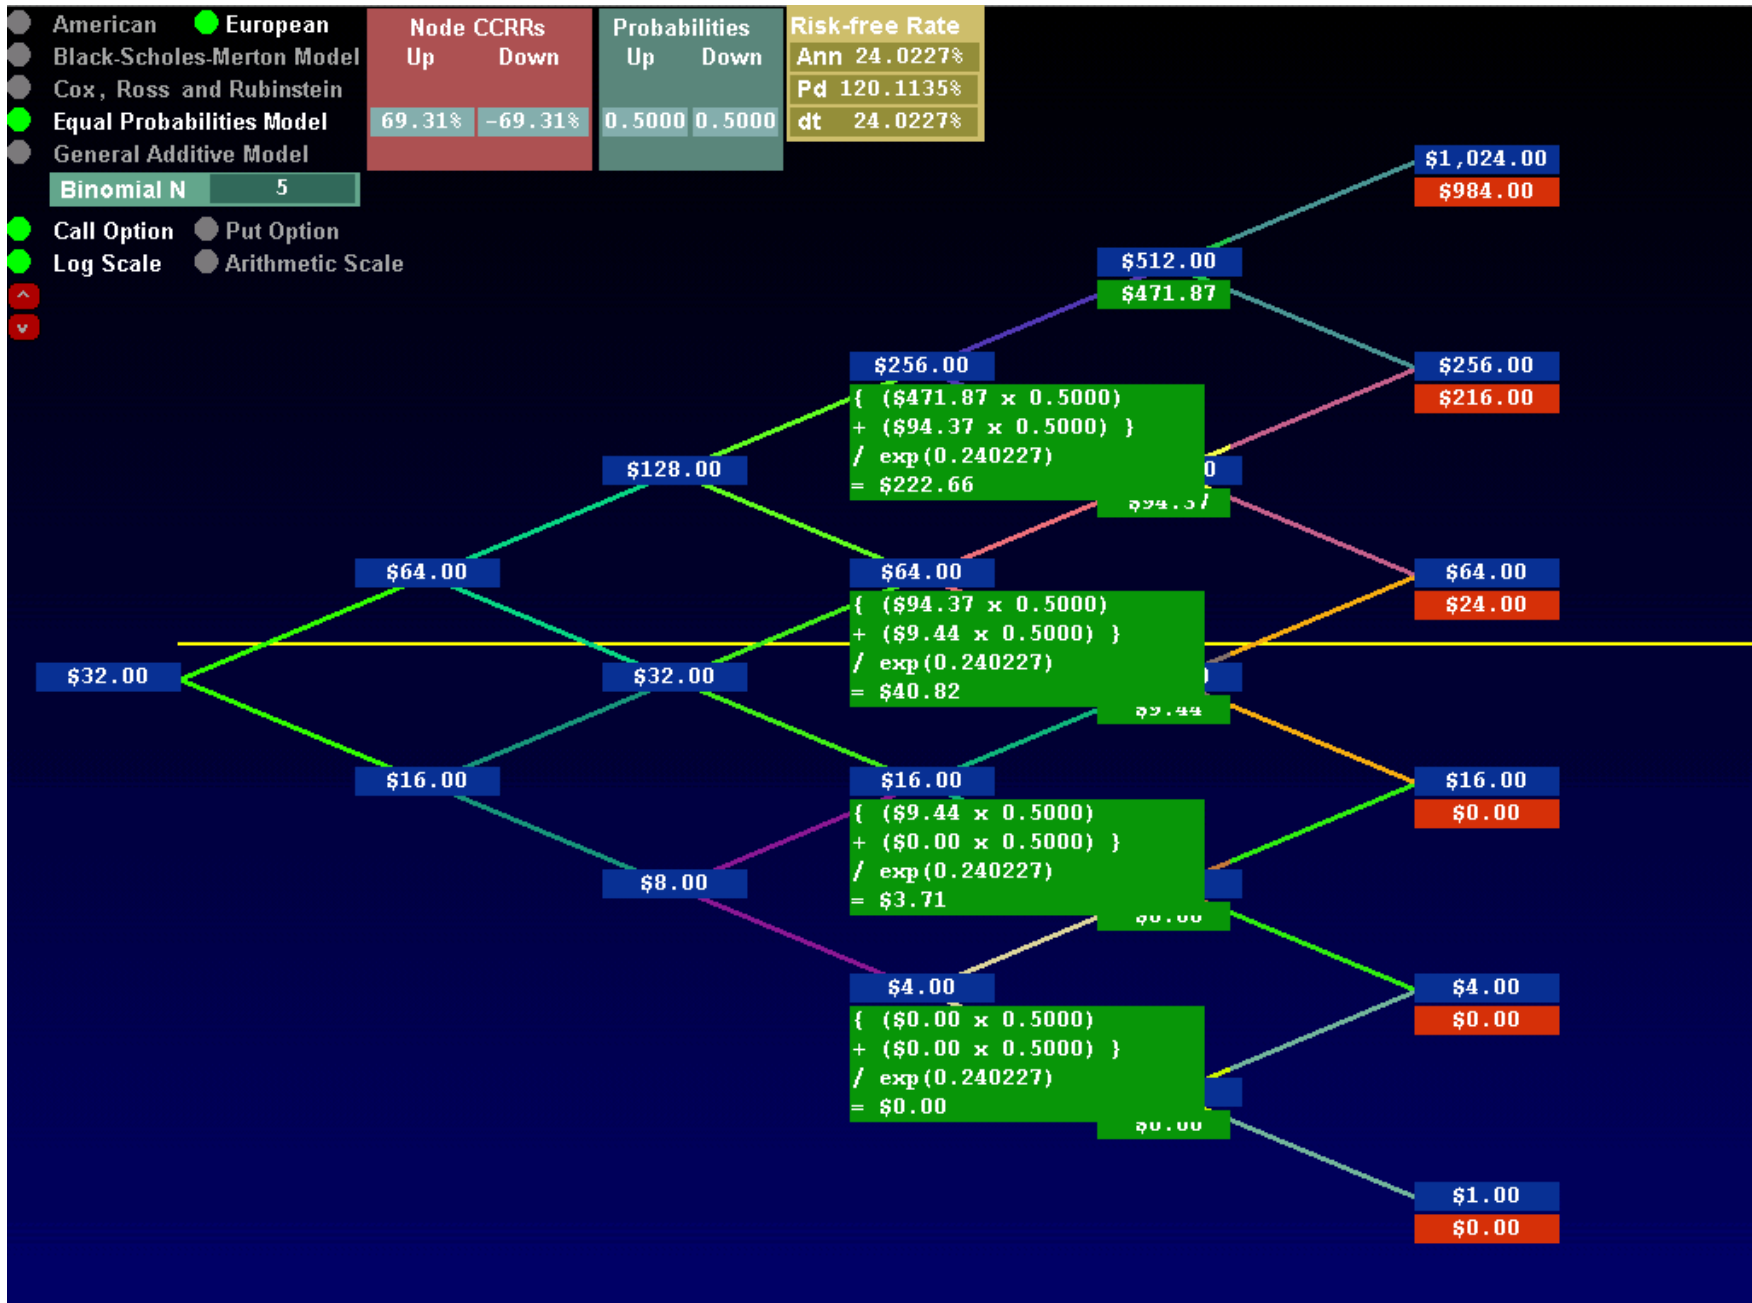 American European
Black-Scholes-Merton Model
Cox, Ross and Rubinstein
Equal Probabilities Model
General Additive Model
Binomial N 5
Call Option Put Option
Log Scale Arithmetic Scale
^
v
Node CCRRs
Up Down
69.31% -69.31%
Probabilities
Up Down
0.5000 0.5000
Risk-free Rate
Ann 24.0227%
Pd 120.1135%
dt 24.0227%
$32.00
$64.00
$16.00
$128.00
$32.00
$8.00
$256.00
{ ($471.87 x 0.5000)
+ ($94.37 x 0.5000) }
/ exp(0.240227)
= $222.66
$64.00
{ ($94.37 x 0.5000)
+ ($9.44 x 0.5000) }
/ exp(0.240227)
= $40.82
$16.00
{ ($9.44 x 0.5000)
+ ($0.00 x 0.5000) }
/ exp(0.240227)
= $3.71
$4.00
{ ($0.00 x 0.5000)
+ ($0.00 x 0.5000) }
/ exp(0.240227)
= $0.00
$512.00
$471.87
$94.37
$9.44
$0.00
$0.00
$1,024.00
$984.00
$256.00
$216.00
$64.00
$24.00
$16.00
$0.00
$4.00
$0.00
$1.00
$0.00